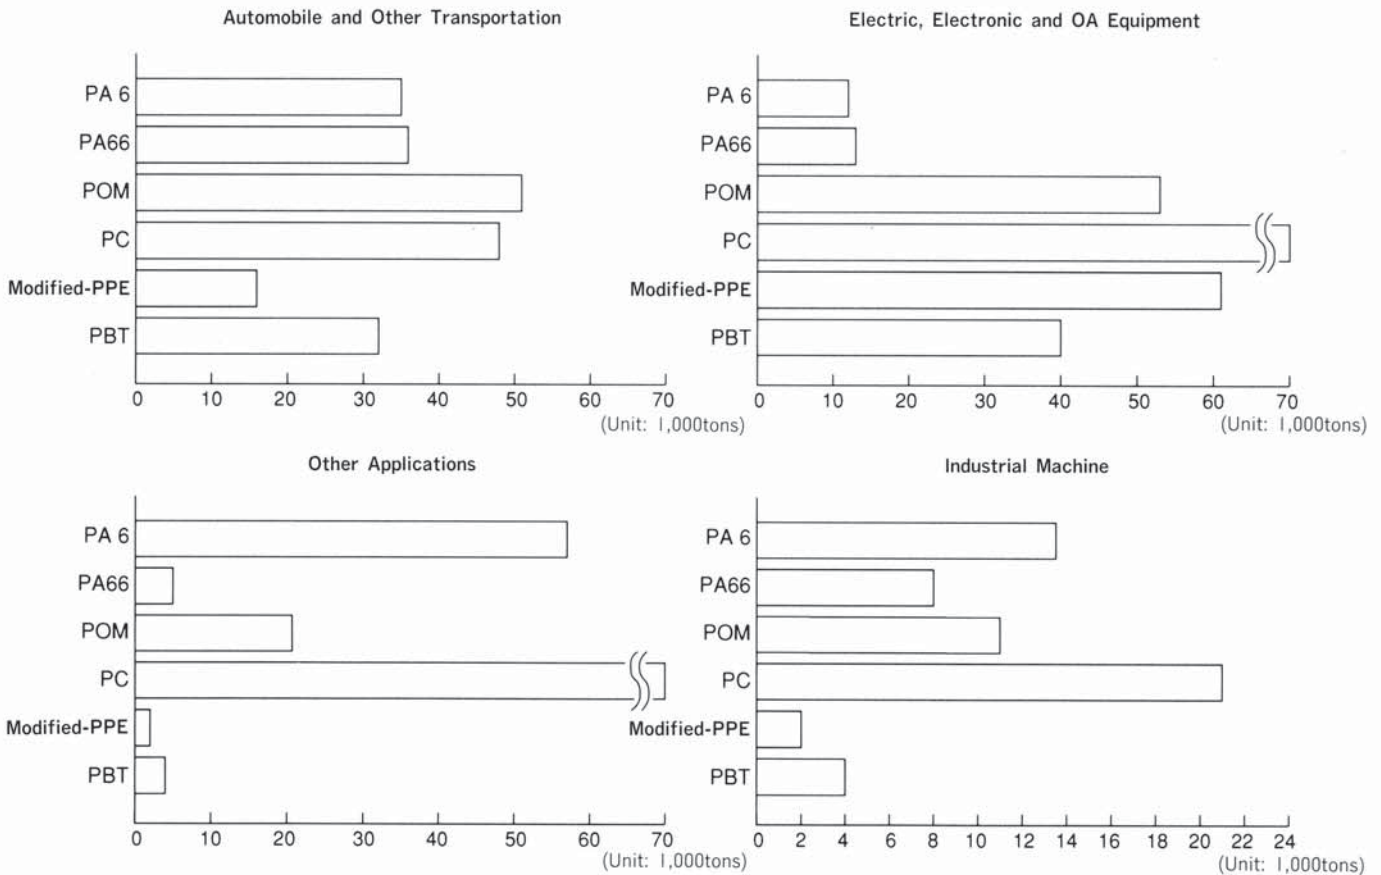 Automobile and Other Transportation
PA 6
PA66
POM
PC
Modified-PPE
PBT
0 10 20 30 40 50 60 70
(Unit: 1,000tons)
Electric, Electronic and OA Equipment
PA 6
PA66
POM
PC
Modified-PPE
PBT
0 10 20 30 40 50 60 70
(Unit: 1,000tons)
Other Applications
PA 6
PA66
POM
PC
Modified-PPE
PBT
0 10 20 30 40 50 60 70
(Unit: 1,000tons)
Industrial Machine
PA 6
PA66
POM
PC
Modified-PPE
PBT
0 2 4 6 8 10 12 14 16 18 20 22 24
(Unit: 1,000tons)